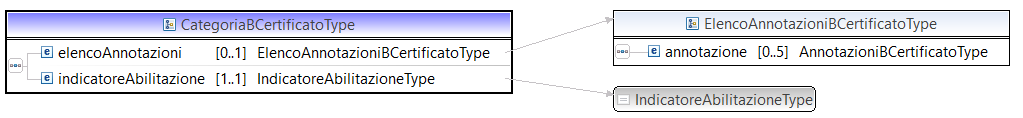 CategoriaBCertificatoType
elencoAnnotazioni [0..1] ElencoAnnotazioniBCertificatoType
indicatoreAbilitazione [1..1] IndicatoreAbilitazioneType
ElencoAnnotazioniBCertificatoType
annotazione [0..5] AnnotazioniBCertificatoType
IndicatoreAbilitazioneType